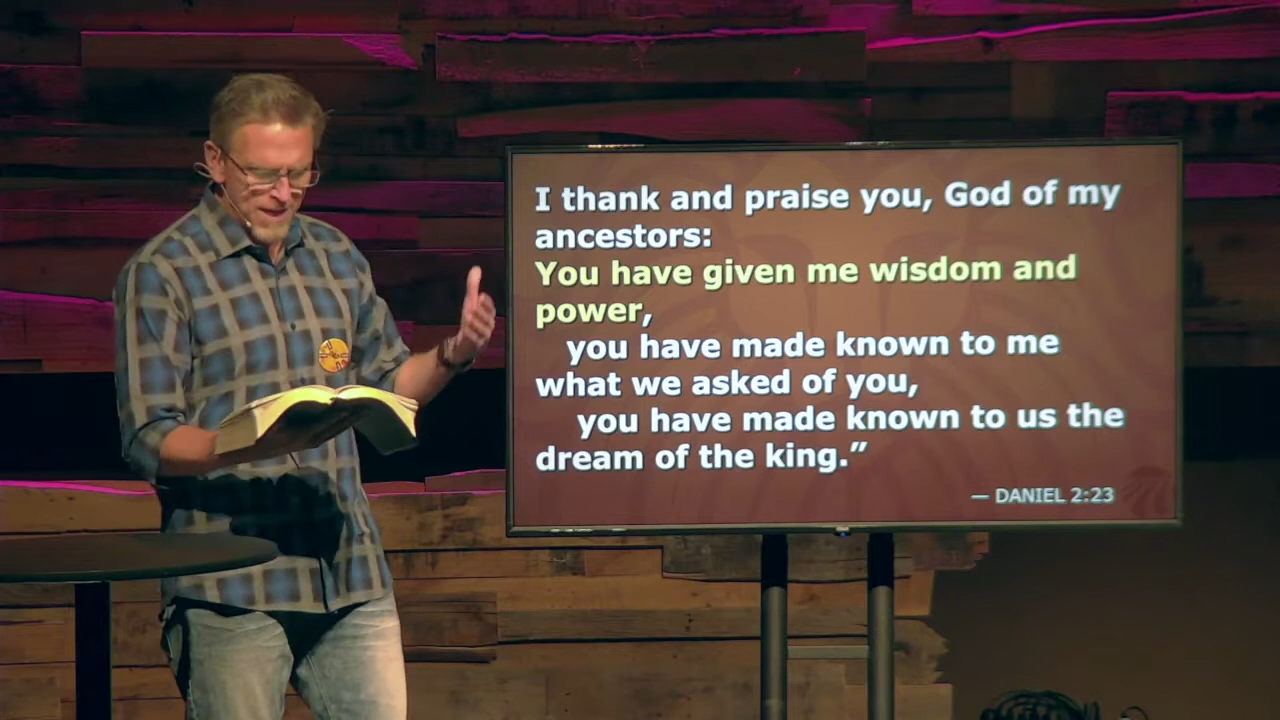 I thank and praise you, God of my
ancestors:
You have given me wisdom and
power,
you have made known to me
what we asked of you,
you have made known to us the
dream of the king.”
— DANIEL 2:23